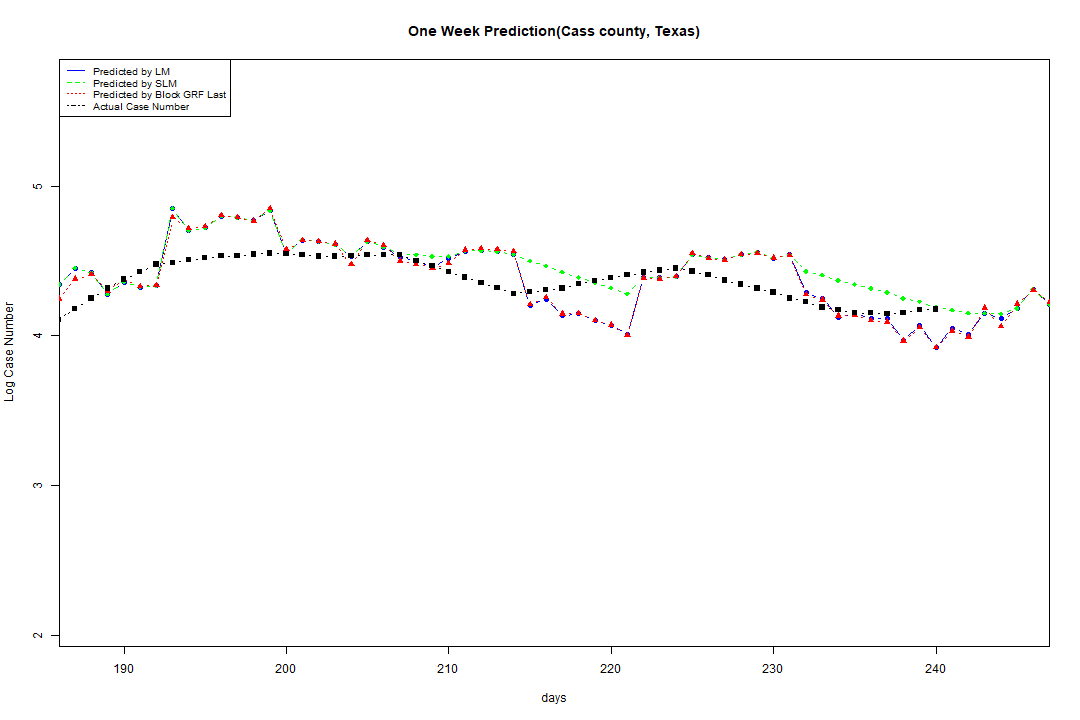 One Week Prediction(Cass county, Texas)
Predicted by LM
Predicted by SLM
Predicted by Block GRF Last
Actual Case Number
Log Case Number
5
4
3
2
190
200
210
220
230
240
days